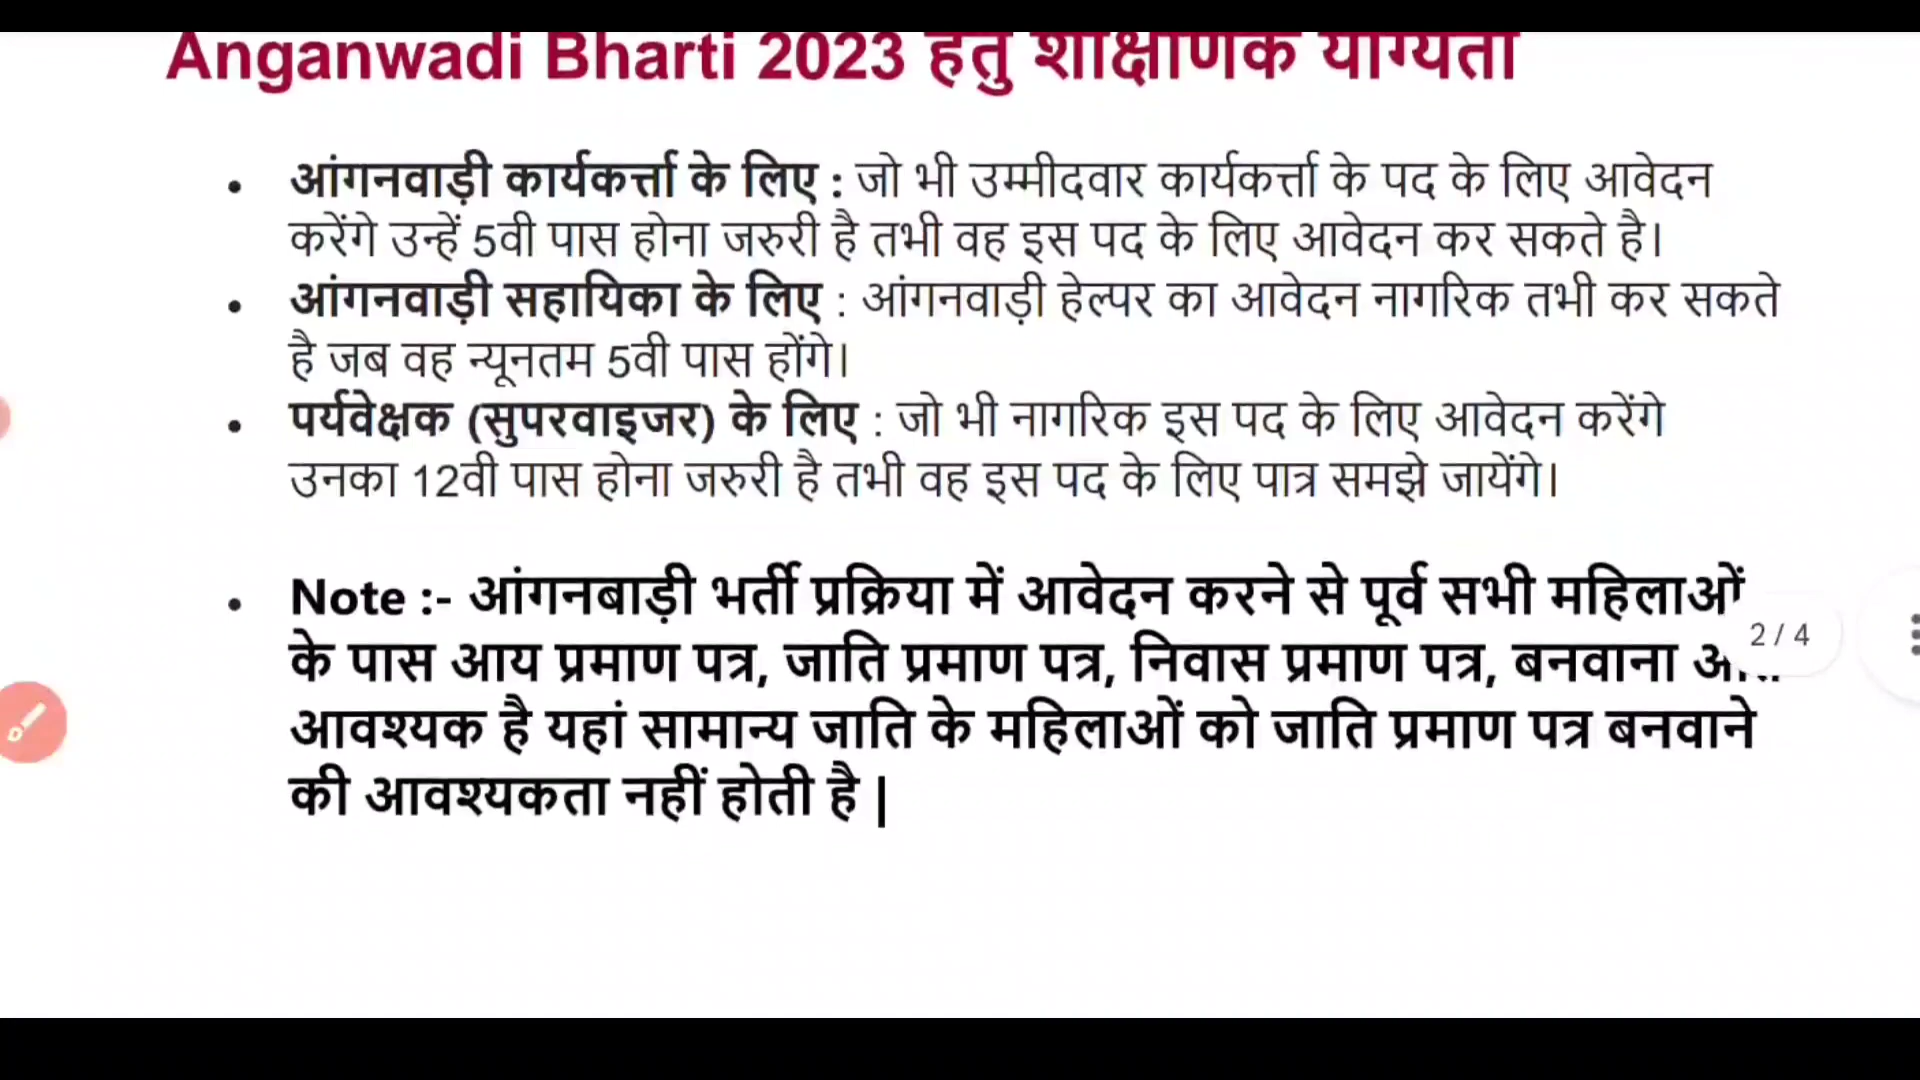 Anganwadi Bharti 2023 हेतु शैक्षणिक योग्यता
• आंगनवाड़ी कार्यकर्त्ता के लिए : जो भी उम्मीदवार कार्यकर्त्ता के पद के लिए आवेदन
करेंगे उन्हें 5वी पास होना जरुरी है तभी वह इस पद के लिए आवेदन कर सकते है।
• आंगनवाड़ी सहायिका के लिए : आंगनवाड़ी हेल्पर का आवेदन नागरिक तभी कर सकते
है जब वह न्यूनतम 5वी पास होंगे।
• पर्यवेक्षक (सुपरवाइजर) के लिए : जो भी नागरिक इस पद के लिए आवेदन करेंगे
उनका 12वी पास होना जरुरी है तभी वह इस पद के लिए पात्र समझे जायेंगे।
• Note :- आंगनबाड़ी भर्ती प्रक्रिया में आवेदन करने से पूर्व सभी महिलाओं
2 / 4
के पास आय प्रमाण पत्र, जाति प्रमाण पत्र, निवास प्रमाण पत्र, बनवाना
आवश्यक है यहां सामान्य जाति के महिलाओं को जाति प्रमाण पत्र बनवाने
की आवश्यकता नहीं होती है |